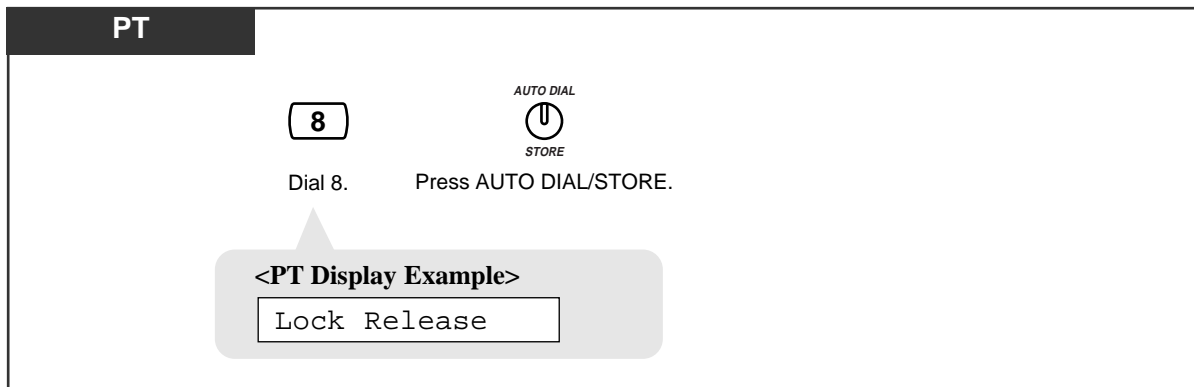 PT
AUTO DIAL
8
STORE
Dial 8. Press AUTO DIAL/STORE.
<PT Display Example>
Lock Release